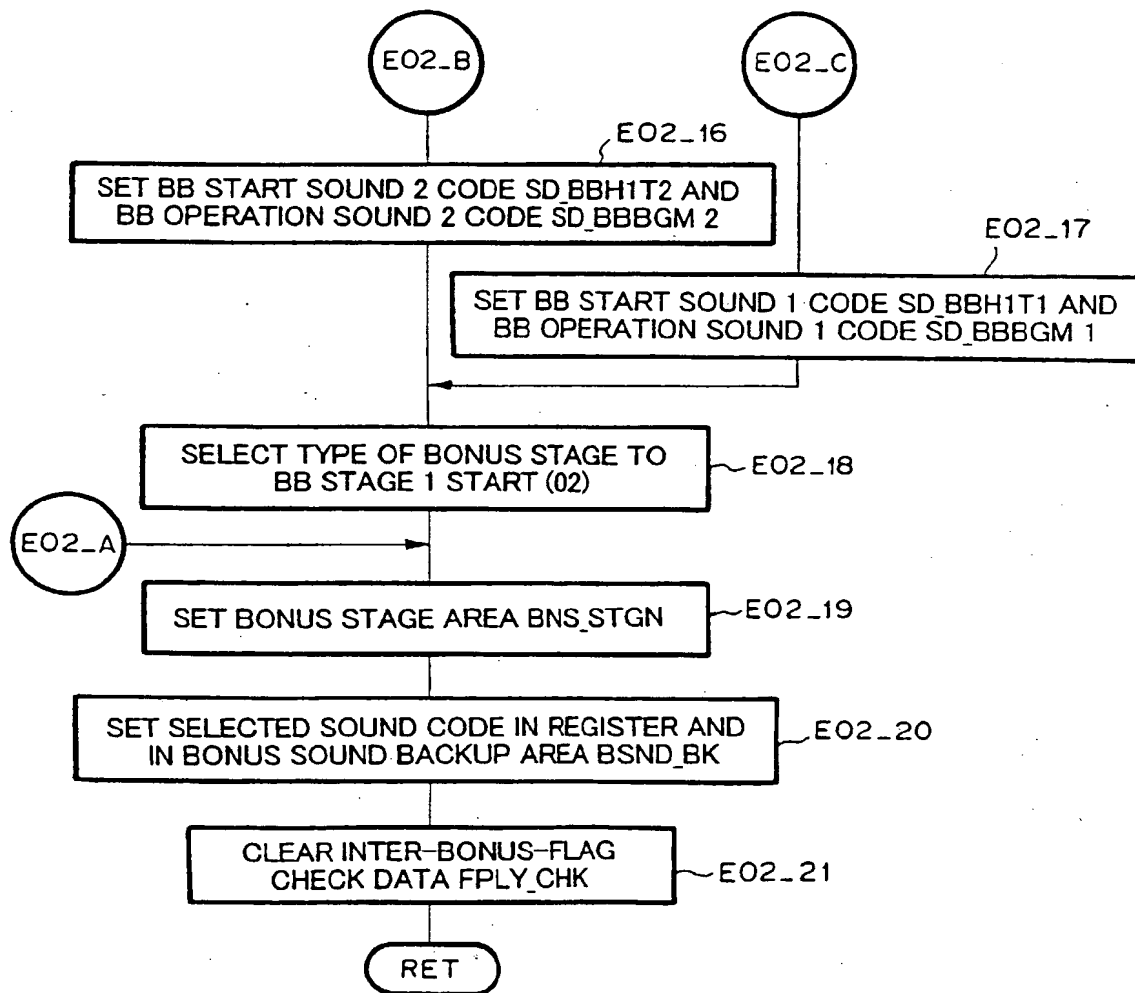 E02_B
E02_C
E02_16
SET BB START SOUND 2 CODE SD_BBH1T2 AND
BB OPERATION SOUND 2 CODE SD_BBBGM 2
E02_17
SET BB START SOUND 1 CODE SD_BBH1T1 AND
BB OPERATION SOUND 1 CODE SD_BBBGM 1
SELECT TYPE OF BONUS STAGE TO
BB STAGE 1 START (02)
E02_18
E02_A
SET BONUS STAGE AREA BNS_STGN
E02_19
SET SELECTED SOUND CODE IN REGISTER AND
IN BONUS SOUND BACKUP AREA BSND_BK
E02_20
CLEAR INTER-BONUS-FLAG
CHECK DATA FPLY_CHK
E02_21
RET